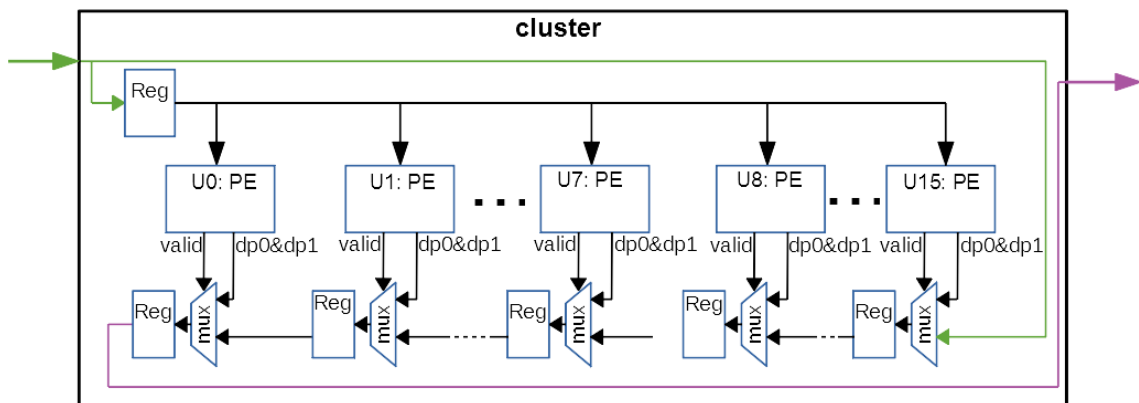 cluster
Reg
U0: PE
U1: PE
U7: PE
U8: PE
U15: PE
valid dp0&dp1 valid dp0&dp1 valid dp0&dp1 valid dp0&dp1 valid dp0&dp1
Reg mux Reg mux Reg mux Reg mux Reg mux